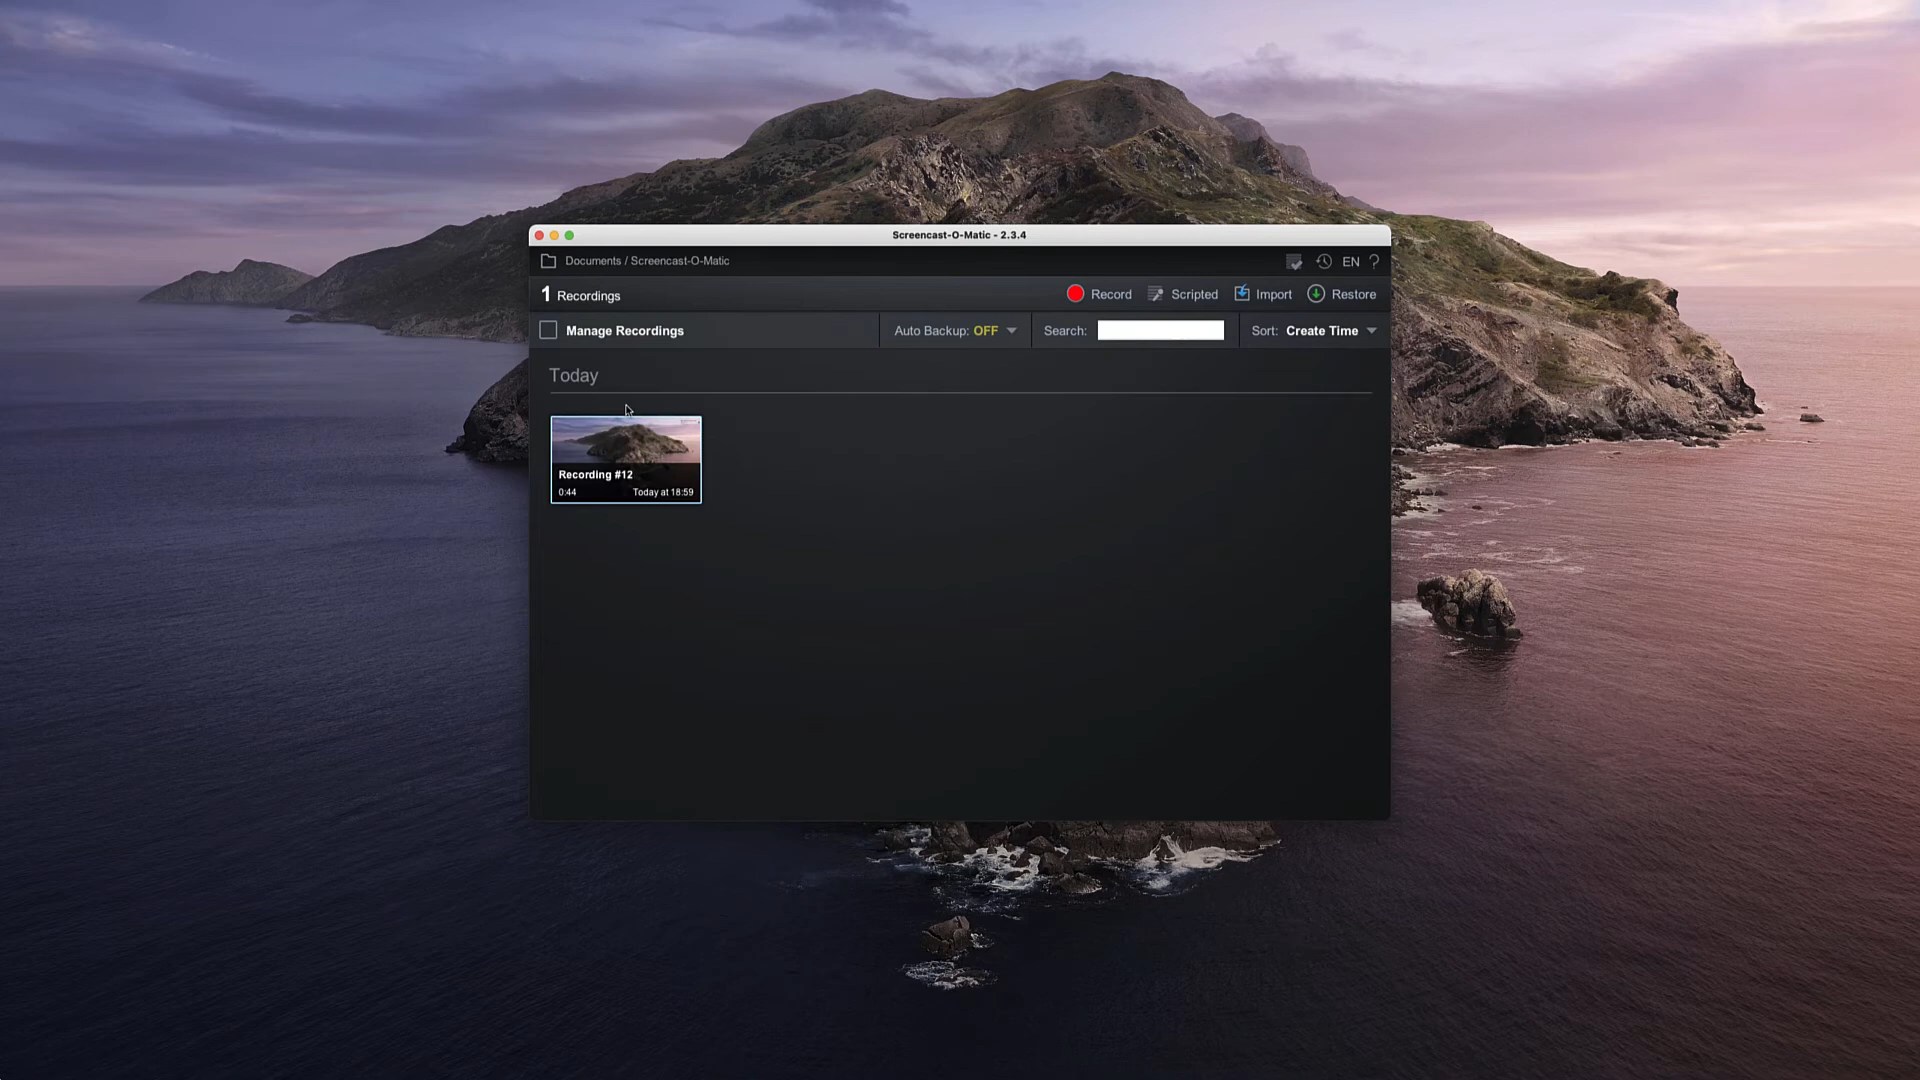 Screencast-O-Matic - 2.3.4
Documents / Screencast-O-Matic
EN ?
1 Recordings
Record Scripted Import Restore
Manage Recordings
Auto Backup: OFF
Search:
Sort: Create Time
Today
Recording #12
0:44 Today at 18:59